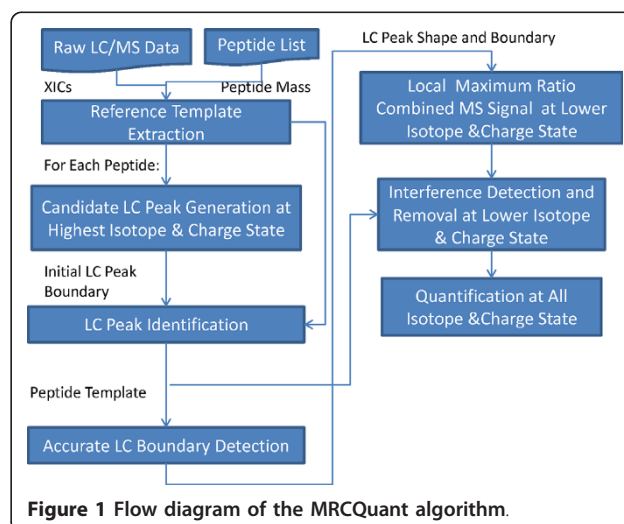 Raw LC/MS Data
Peptide List
XICs
Peptide Mass
Reference Template
Extraction
For Each Peptide:
Candidate LC Peak Generation at
Highest Isotope & Charge State
Initial LC Peak
Boundary
LC Peak Identification
Peptide Template
Accurate LC Boundary Detection
LC Peak Shape and Boundary
Local Maximum Ratio
Combined MS Signal at Lower
Isotope &Charge State
Interference Detection and
Removal at Lower Isotope
& Charge State
Quantification at All
Isotope &Charge State
Figure 1 Flow diagram of the MRCQuant algorithm.